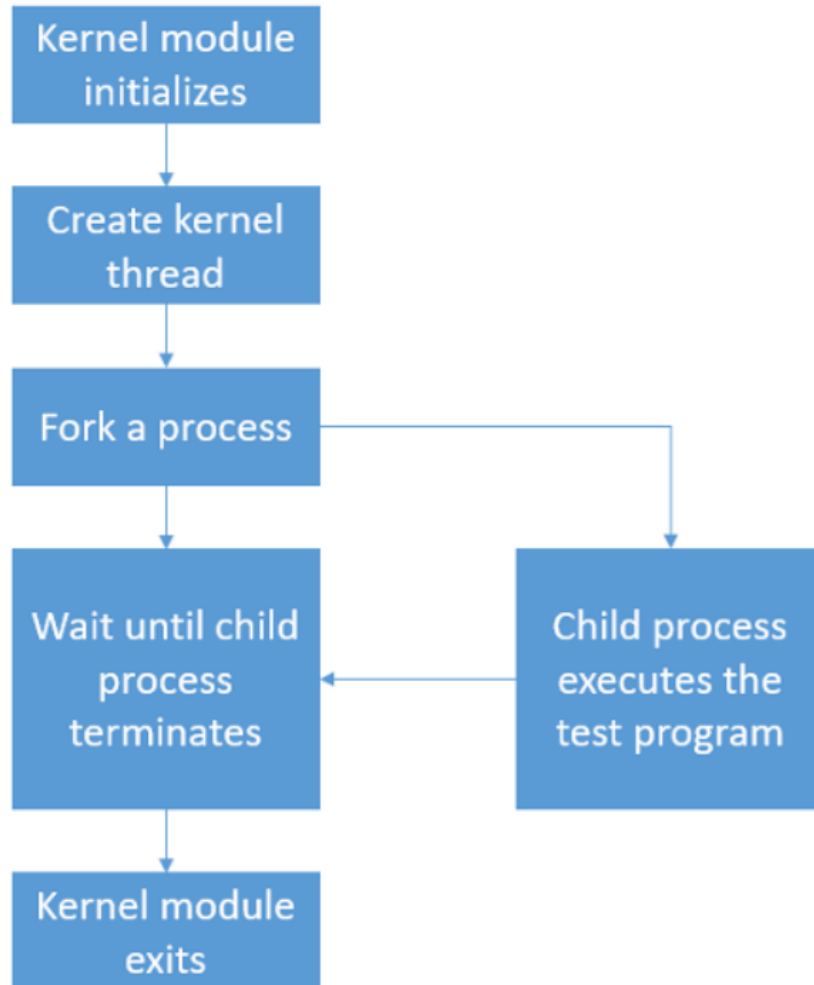 Kernel module
initializes
Create kernel
thread
Fork a process
Wait until child
process
terminates
Child process
executes the
test program
Kernel module
exits